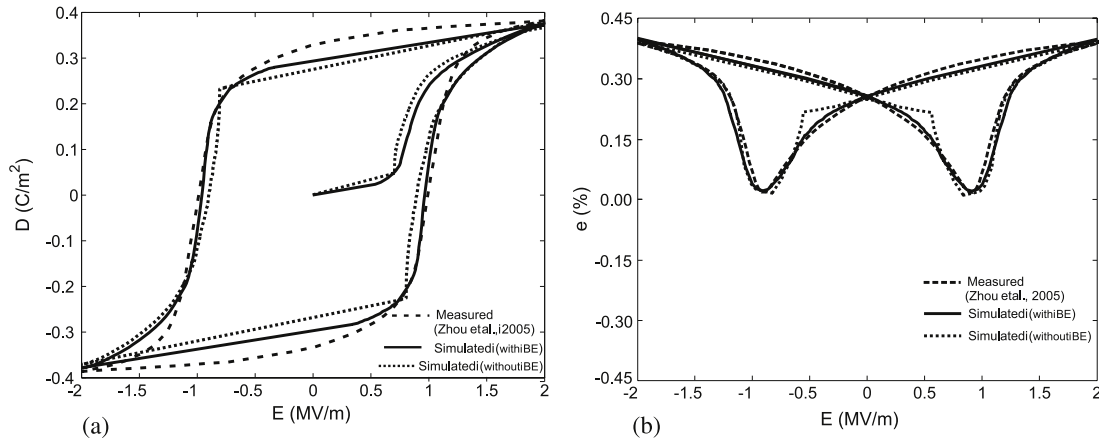 0.4
0.3
0.2
0.1
0
-0.1
-0.2
-0.3
-0.4
D (C/m²)
-2
-1.5
-1
-0.5
0
0.5
1
1.5
2
E (MV/m)
Measured
(Zhou etal.,i2005)
Simulatedi(withiBE)
Simulatedi(withoutiBE)
(a)
0.45
0.30
0.15
0.00
-0.15
-0.30
-0.45
e (%)
-2
-1.5
-1
-0.5
0
0.5
1
1.5
2
E (MV/m)
Measured
(Zhou etal., 2005)
Simulatedi(withiBE)
Simulatedi(withoutiBE)
(b)